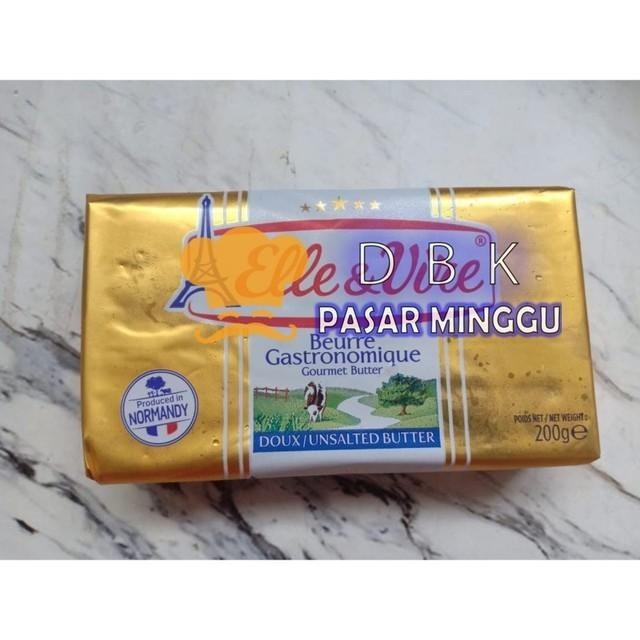 Elle & Vire ®
D B K
PASAR MINGGU
Beurre
Gastronomique
Gourmet Butter
Produced in
NORMANDY
DOUX/UNSALTED BUTTER
POIDS NET / NET WEIGHT:
200g℮